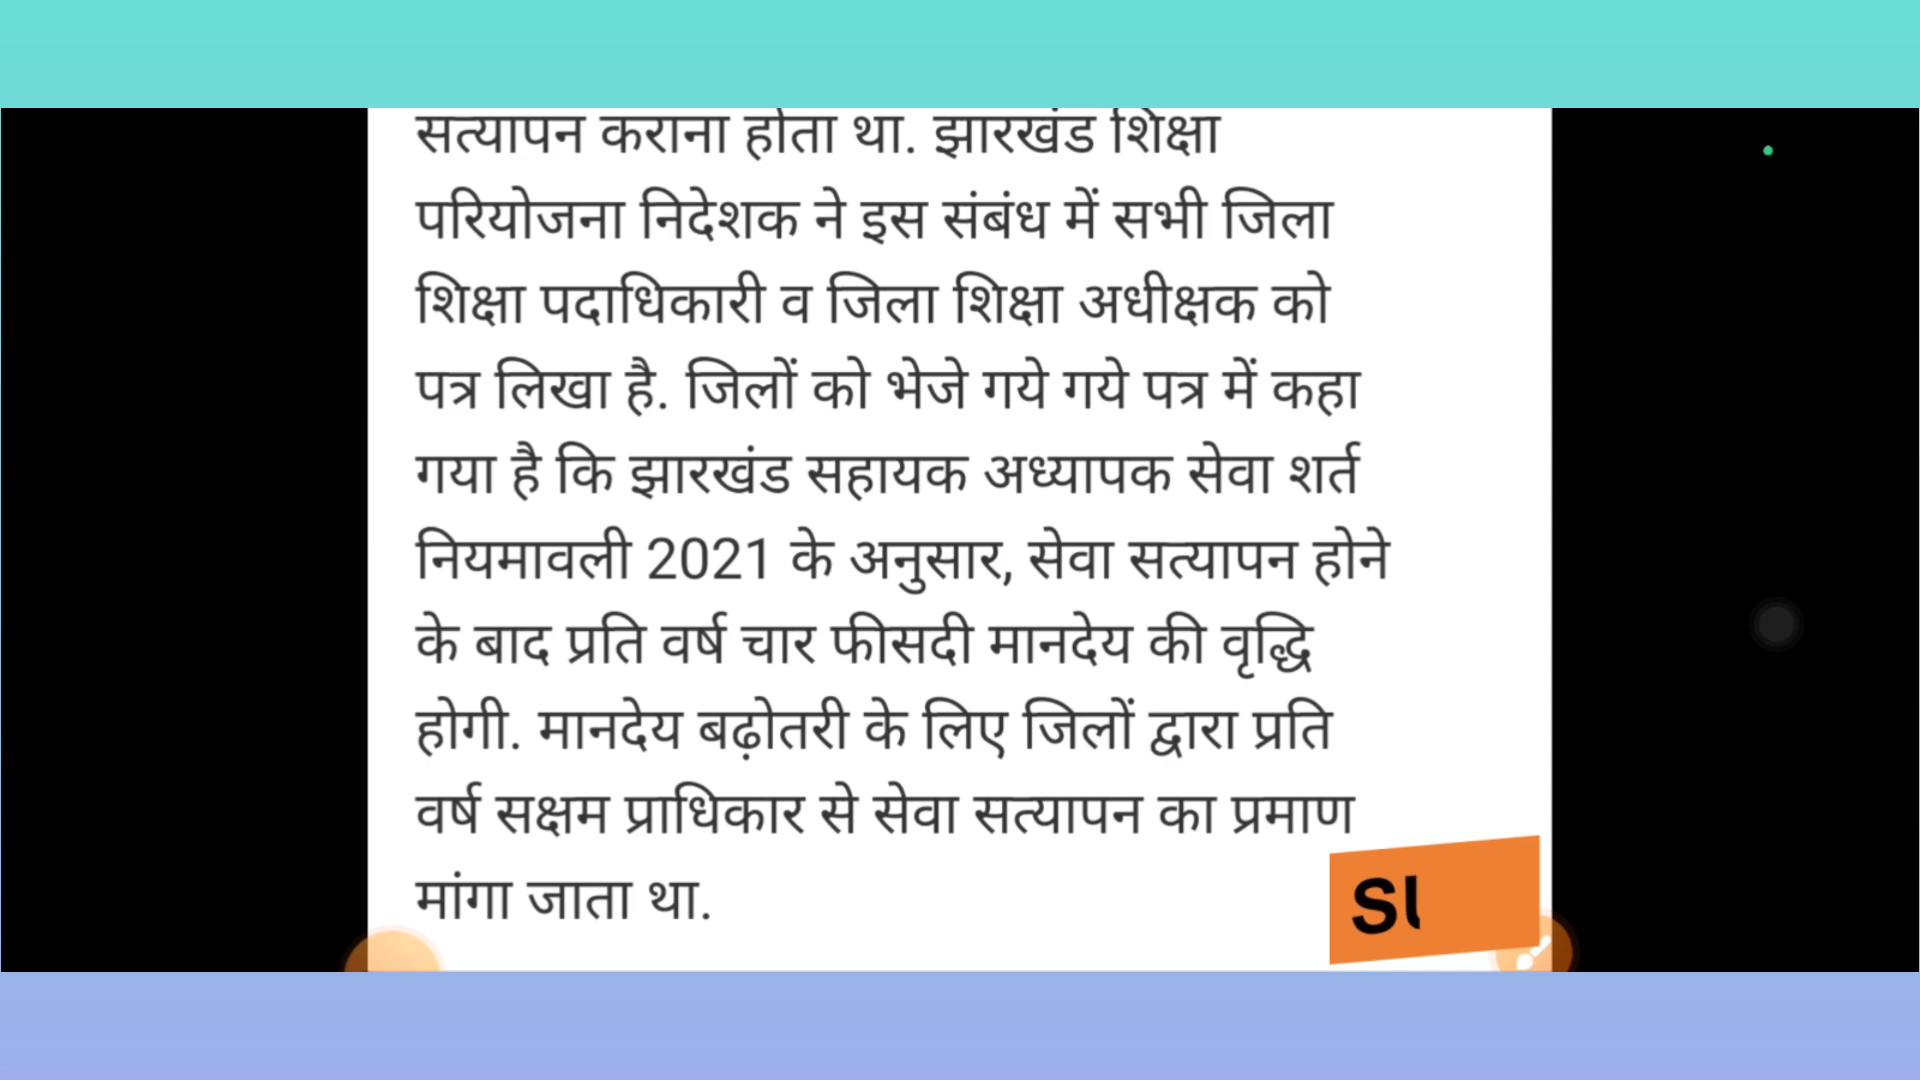 सत्यापन कराना होता था. झारखंड शिक्षा
परियोजना निदेशक ने इस संबंध में सभी जिला
शिक्षा पदाधिकारी व जिला शिक्षा अधीक्षक को
पत्र लिखा है. जिलों को भेजे गये गये पत्र में कहा
गया है कि झारखंड सहायक अध्यापक सेवा शर्त
नियमावली 2021 के अनुसार, सेवा सत्यापन होने
के बाद प्रति वर्ष चार फीसदी मानदेय की वृद्धि
होगी. मानदेय बढ़ोतरी के लिए जिलों द्वारा प्रति
वर्ष सक्षम प्राधिकार से सेवा सत्यापन का प्रमाण
मांगा जाता था.